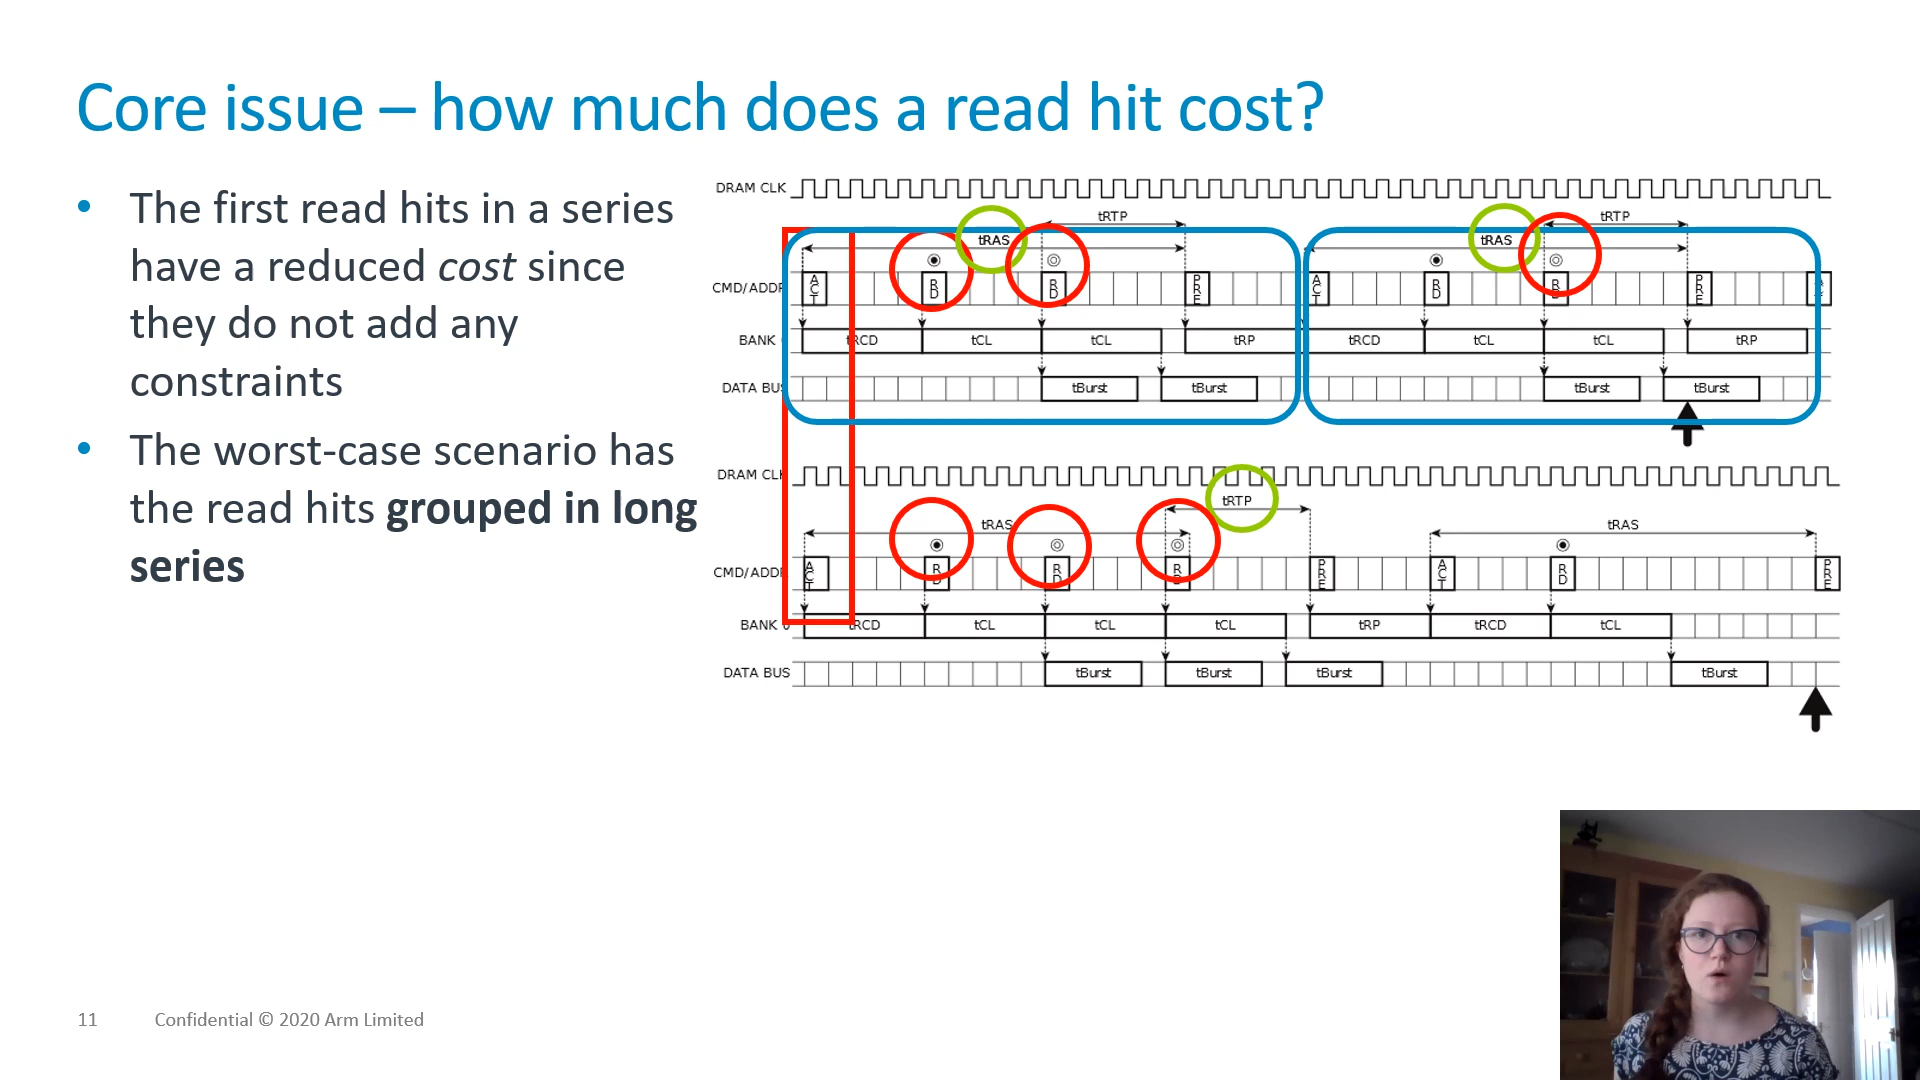 Core issue – how much does a read hit cost?
• The first read hits in a series
have a reduced cost since
they do not add any
constraints
• The worst-case scenario has
the read hits grouped in long
series
DRAM CLK
tRTP tRTP
tRAS tRAS
CMD/ADDR ACT RD RD PRE ACT RD RD PRE
BANK tRCD tCL tCL tRP tRCD tCL tCL tRP
DATA BUS tBurst tBurst tBurst tBurst
DRAM CLK
tRTP
tRAS tRAS
CMD/ADDR ACT RD RD RD PRE ACT RD PRE
BANK 0 tRCD tCL tCL tCL tRP tRCD tCL
DATA BUS tBurst tBurst tBurst tBurst
11 Confidential © 2020 Arm Limited